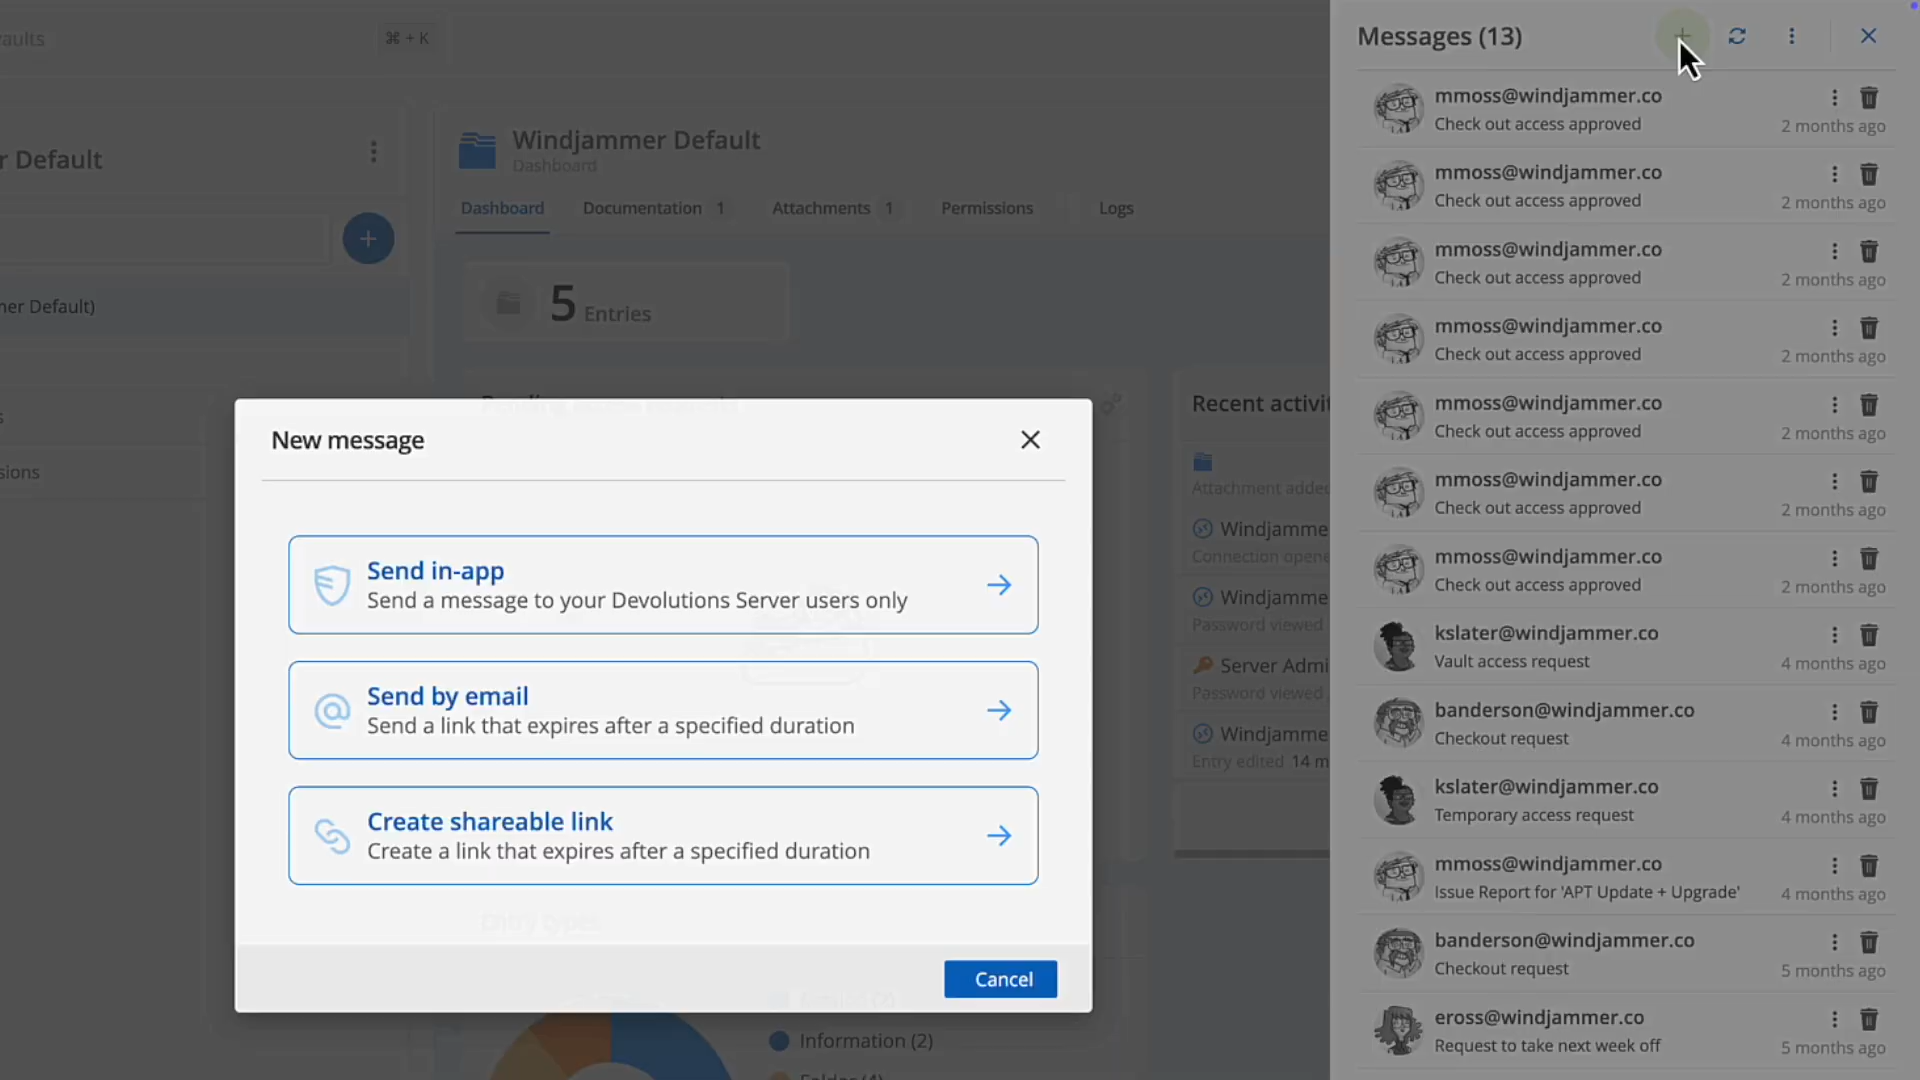 aults
⌘ + K
r Default
Windjammer Default
Dashboard
Dashboard
Documentation 1
Attachments 1
Permissions
Logs
ner Default)
5 Entries
sions
Recent activit
Attachment added
Windjamme
Connection opene
Windjamme
Password viewed
Server Admi
Password viewed
Windjamme
Entry edited 14 m
New message
Send in-app
Send a message to your Devolutions Server users only
Send by email
Send a link that expires after a specified duration
Create shareable link
Create a link that expires after a specified duration
Entry types
Cancel
Information (2)
Folder (4)
Messages (13)
mmoss@windjammer.co
Check out access approved
2 months ago
mmoss@windjammer.co
Check out access approved
2 months ago
mmoss@windjammer.co
Check out access approved
2 months ago
mmoss@windjammer.co
Check out access approved
2 months ago
mmoss@windjammer.co
Check out access approved
2 months ago
mmoss@windjammer.co
Check out access approved
2 months ago
mmoss@windjammer.co
Check out access approved
2 months ago
kslater@windjammer.co
Vault access request
4 months ago
banderson@windjammer.co
Checkout request
4 months ago
kslater@windjammer.co
Temporary access request
4 months ago
mmoss@windjammer.co
Issue Report for 'APT Update + Upgrade'
4 months ago
banderson@windjammer.co
Checkout request
5 months ago
eross@windjammer.co
Request to take next week off
5 months ago